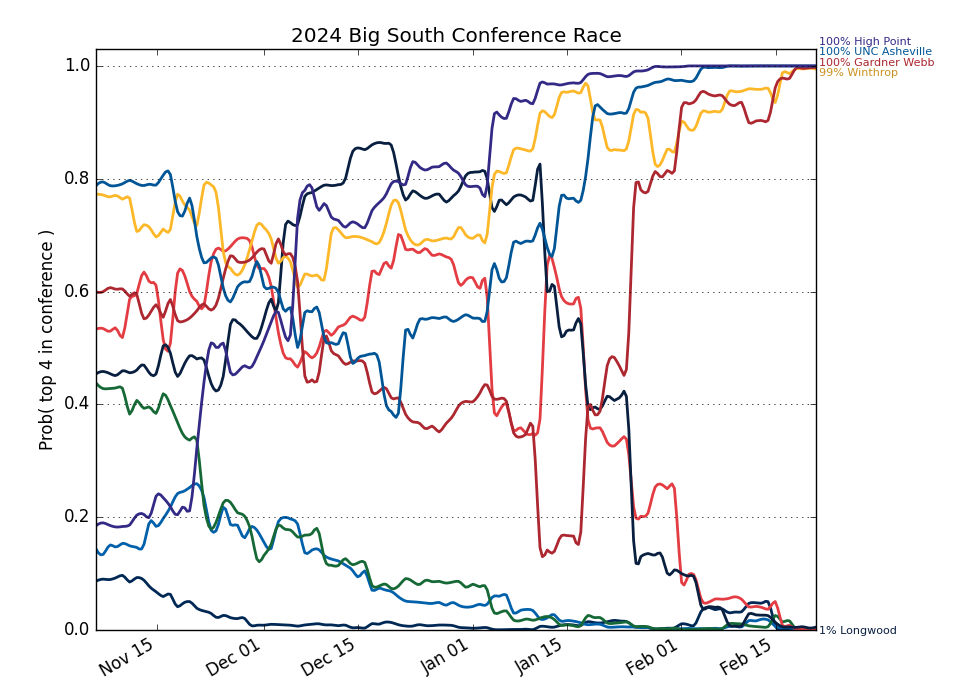 2024 Big South Conference Race
100% High Point
100% UNC Asheville
100% Gardner Webb
99% Winthrop
1% Longwood
Prob( top 4 in conference )
1.0
0.8
0.6
0.4
0.2
0.0
Nov 15
Dec 01
Dec 15
Jan 01
Jan 15
Feb 01
Feb 15